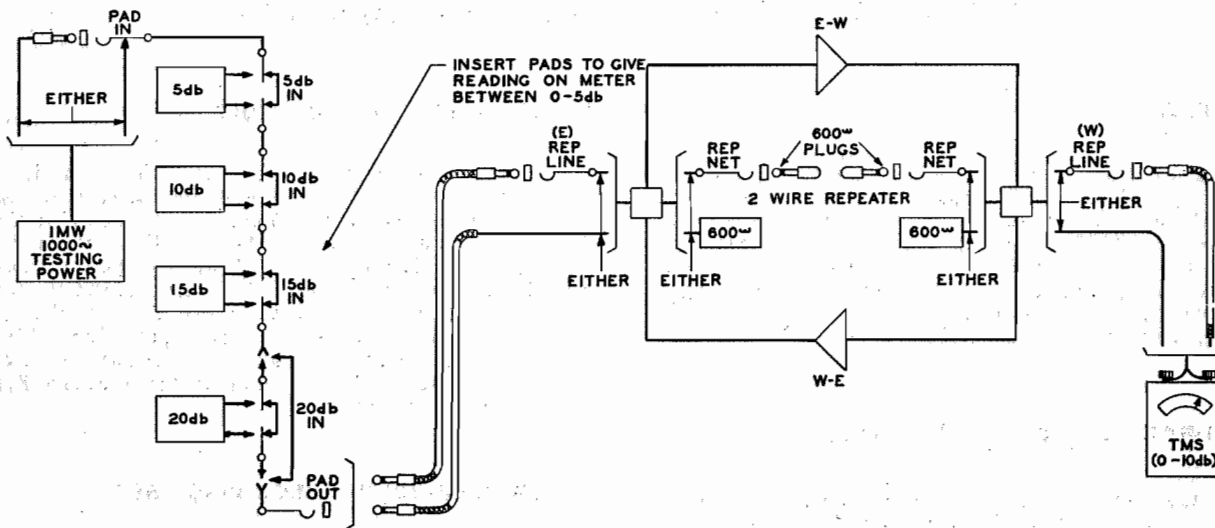 PAD
IN
EITHER
1MW
1000~
TESTING
POWER
5db
5db
IN
10db
10db
IN
15db
15db
IN
20db
20db
IN
PAD
OUT
INSERT PADS TO GIVE
READING ON METER
BETWEEN 0-5db
(E)
REP
LINE
EITHER
REP
NET
600ω
EITHER
600ω
PLUGS
2 WIRE REPEATER
REP
NET
600ω
EITHER
E-W
W-E
(W)
REP
LINE
EITHER
TMS
(0-10db)